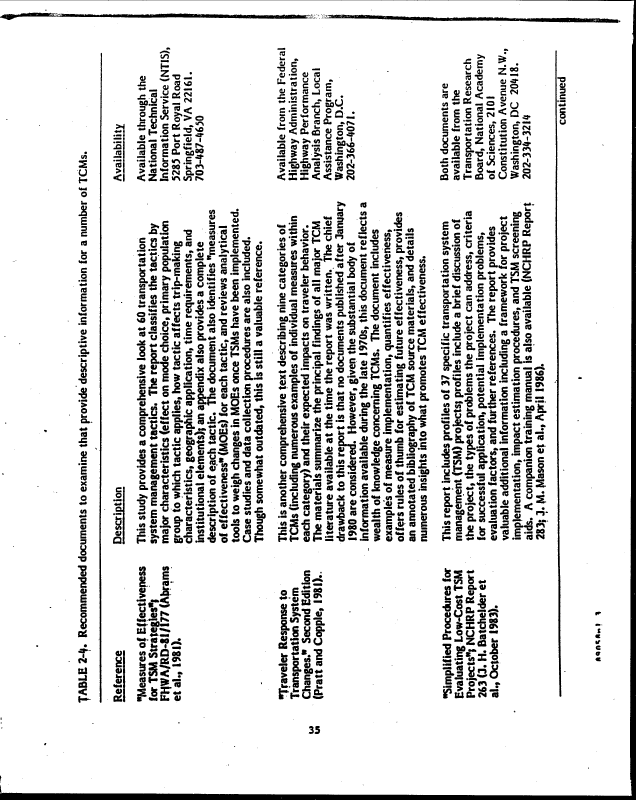 TABLE 2-4. Recommended documents to examine that provide descriptive information for a number of TCMs.
Reference
Description
Availability
"Measures of Effectiveness
for TSM Strategies";
FHWA/RD-81/177 (Abrams
et al., 1981).
This study provides a comprehensive look at 60 transportation
system management tactics. The report classifies the tactics by
major characteristics (effect on mode choice, primary population
group to which tactic applies, how tactic affects trip-making
characteristics, geographic application, time requirements, and
institutional elements); an appendix also provides a complete
description of each tactic. The document also identifies "measures
of effectiveness" (MOEs) for each tactic, and reviews analytical
tools to weigh changes in MOEs once TSMs have been implemented.
Case studies and data collection procedures are also included.
Though somewhat outdated, this is still a valuable reference.
Available through the
National Technical
Information Service (NTIS),
5285 Port Royal Road
Springfield, VA 22161.
703-487-4650
"Traveler Response to
Transportation System
Changes." Second Edition
(Pratt and Copple, 1981).
This is another comprehensive text describing nine categories of
TCMs (including numerous examples of individual measures within
each category) and their expected impacts on traveler behavior.
The materials summarize the principal findings of all major TCM
literature available at the time the report was written. The chief
drawback to this report is that no documents published after January
1980 are considered. However, given the substantial body of
information available during the late 1970s, this document reflects a
wealth of knowledge concerning TCMs. The document includes
examples of measure implementation, quantifies effectiveness,
offers rules of thumb for estimating future effectiveness, provides
an annotated bibliography of TCM source materials, and details
numerous insights into what promotes TCM effectiveness.
Available from the Federal
Highway Administration,
Highway Performance
Analysis Branch, Local
Assistance Program,
Washington, D.C.
202-366-4071.
"Simplified Procedures for
Evaluating Low-Cost TSM
Projects"; NCHRP Report
263 (J. H. Batchelder et
al., October 1983).
This report includes profiles of 37 specific transportation system
management (TSM) projects; profiles include a brief discussion of
the project, the types of problems the project can address, criteria
for successful application, potential implementation problems,
evaluation factors, and further references. The report provides
valuable additional information including a framework for project
implementation, impact estimation procedures, and TSM screening
aids. A companion training manual is also available (NCHRP Report
283; J. M. Mason et al., April 1986).
Both documents are
available from the
Transportation Research
Board, National Academy
of Sciences, 2101
Constitution Avenue N.W.,
Washington, DC 20418.
202-334-3214
continued
35